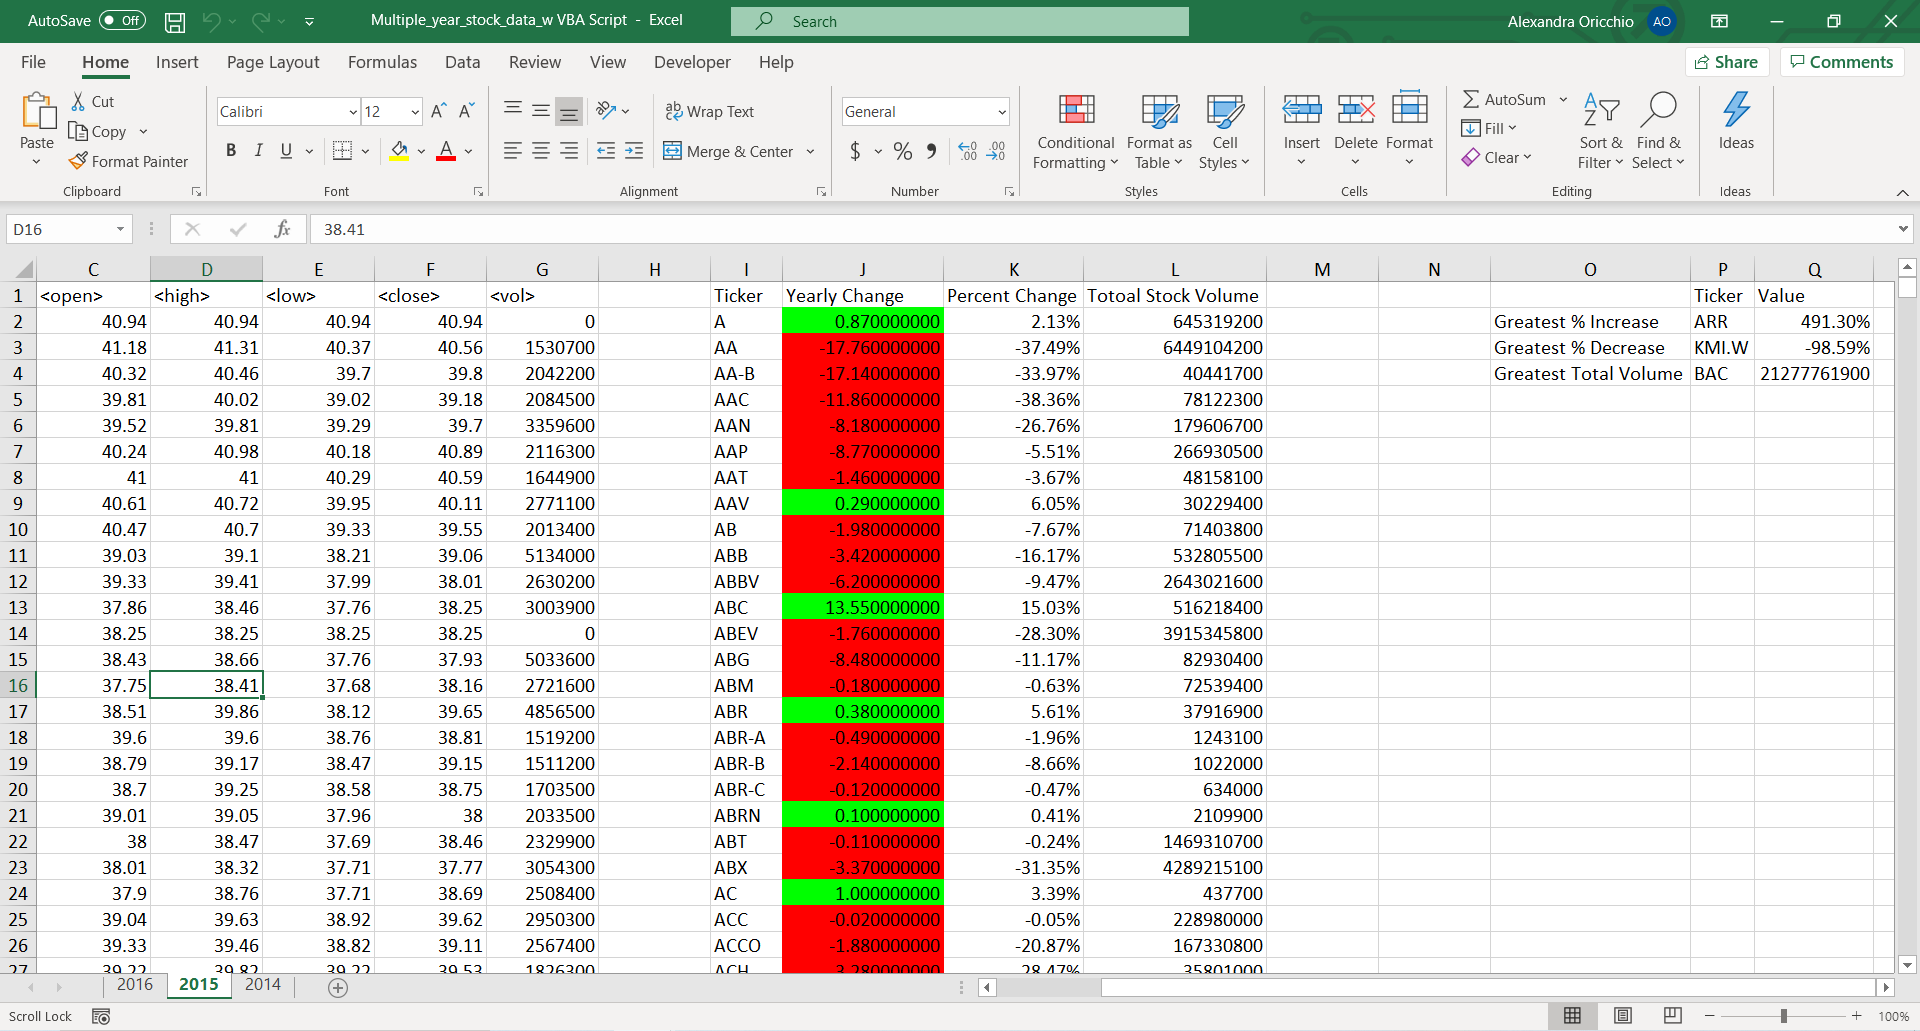 AutoSave Off Multiple_year_stock_data_w VBA Script - Excel Search Alexandra Oricchio AO
File Home Insert Page Layout Formulas Data Review View Developer Help Share Comments
Paste Cut Copy Format Painter Clipboard
Calibri 12 B I U A Font
Wrap Text Merge & Center Alignment
General $ % Number
Conditional Formatting Format as Table Cell Styles Styles
Insert Delete Format Cells
AutoSum Fill Clear Sort & Filter Find & Select Editing
Ideas Ideas
D16 fx 38.41
C D E F G H I J K L M N O P Q
1 <open> <high> <low> <close> <vol> Ticker Yearly Change Percent Change Totoal Stock Volume Ticker Value
2 40.94 40.94 40.94 40.94 0 A 0.870000000 2.13% 645319200 Greatest % Increase ARR 491.30%
3 41.18 41.31 40.37 40.56 1530700 AA -17.760000000 -37.49% 6449104200 Greatest % Decrease KMI.W -98.59%
4 40.32 40.46 39.7 39.8 2042200 AA-B -17.140000000 -33.97% 40441700 Greatest Total Volume BAC 21277761900
5 39.81 40.02 39.02 39.18 2084500 AAC -11.860000000 -38.36% 78122300
6 39.52 39.81 39.29 39.7 3359600 AAN -8.180000000 -26.76% 179606700
7 40.24 40.98 40.18 40.89 2116300 AAP -8.770000000 -5.51% 266930500
8 41 41 40.29 40.59 1644900 AAT -1.460000000 -3.67% 48158100
9 40.61 40.72 39.95 40.11 2771100 AAV 0.290000000 6.05% 30229400
10 40.47 40.7 39.33 39.55 2013400 AB -1.980000000 -7.67% 71403800
11 39.03 39.1 38.21 39.06 5134000 ABB -3.420000000 -16.17% 532805500
12 39.33 39.41 37.99 38.01 2630200 ABBV -6.200000000 -9.47% 2643021600
13 37.86 38.46 37.76 38.25 3003900 ABC 13.550000000 15.03% 516218400
14 38.25 38.25 38.25 38.25 0 ABEV -1.760000000 -28.30% 3915345800
15 38.43 38.66 37.76 37.93 5033600 ABG -8.480000000 -11.17% 82930400
16 37.75 38.41 37.68 38.16 2721600 ABM -0.180000000 -0.63% 72539400
17 38.51 39.86 38.12 39.65 4856500 ABR 0.380000000 5.61% 37916900
18 39.6 39.6 38.76 38.81 1519200 ABR-A -0.490000000 -1.96% 1243100
19 38.79 39.17 38.47 39.15 1511200 ABR-B -2.140000000 -8.66% 1022000
20 38.7 39.25 38.58 38.75 1703500 ABR-C -0.120000000 -0.47% 634000
21 39.01 39.05 37.96 38 2033500 ABRN 0.100000000 0.41% 2109900
22 38 38.47 37.69 38.46 2329900 ABT -0.110000000 -0.24% 1469310700
23 38.01 38.32 37.71 37.77 3054300 ABX -3.370000000 -31.35% 4289215100
24 37.9 38.76 37.71 38.69 2508400 AC 1.000000000 3.39% 437700
25 39.04 39.63 38.92 39.62 2950300 ACC -0.020000000 -0.05% 228980000
26 39.33 39.46 38.82 39.11 2567400 ACCO -1.880000000 -20.87% 167330800
27 39.22 39.82 39.22 39.53 1826300 ACH 35801000
2016 2015 2014
Scroll Lock 100%